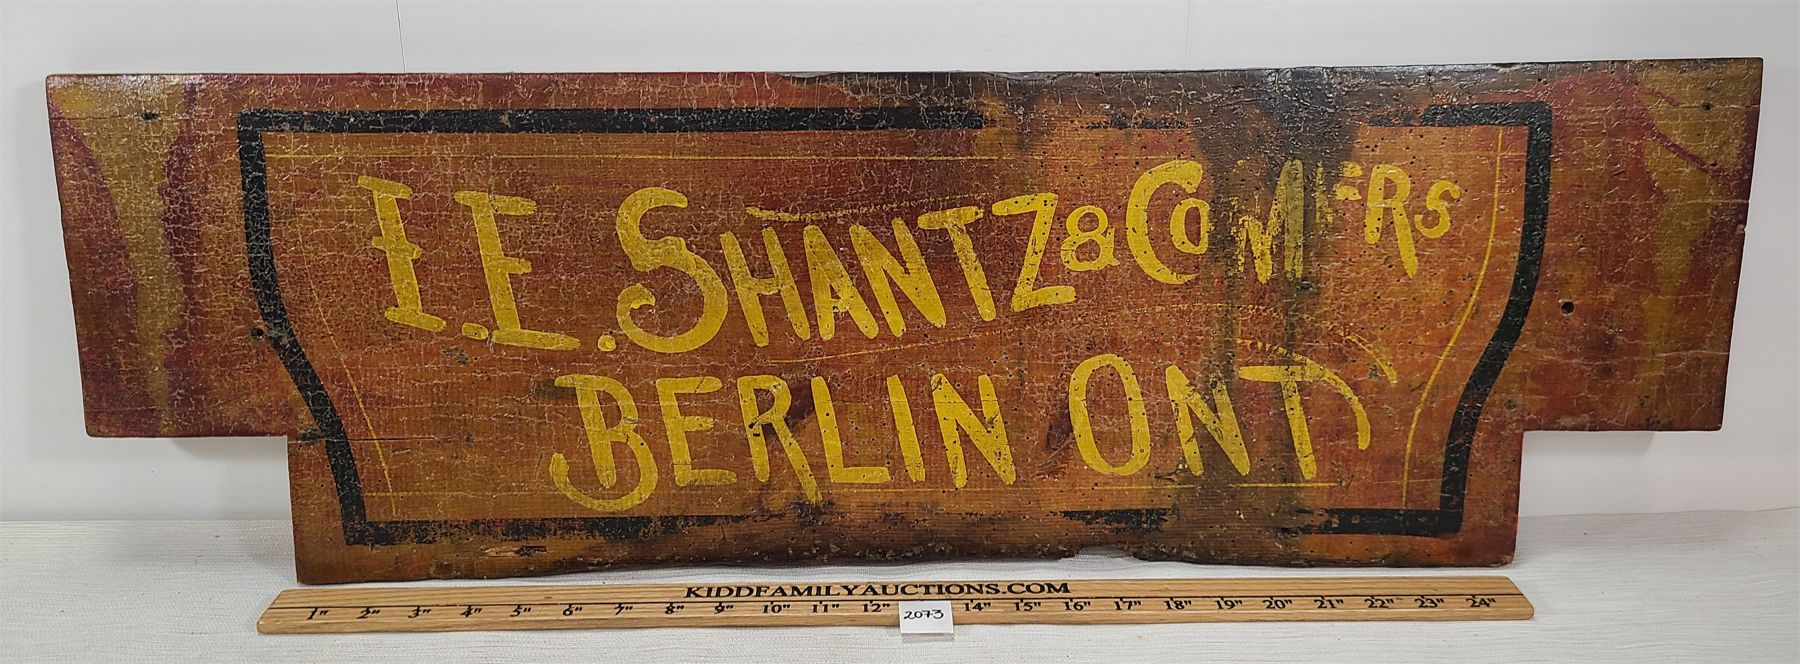 I. E. SHANTZ & CO MFRS
BERLIN ONT
KIDDFAMILYAUCTIONS.COM
1" 2" 3" 4" 5" 6" 7" 8" 9" 10" 11" 12" 14" 15" 16" 17" 18" 19" 20" 21" 22" 23" 24"
2073